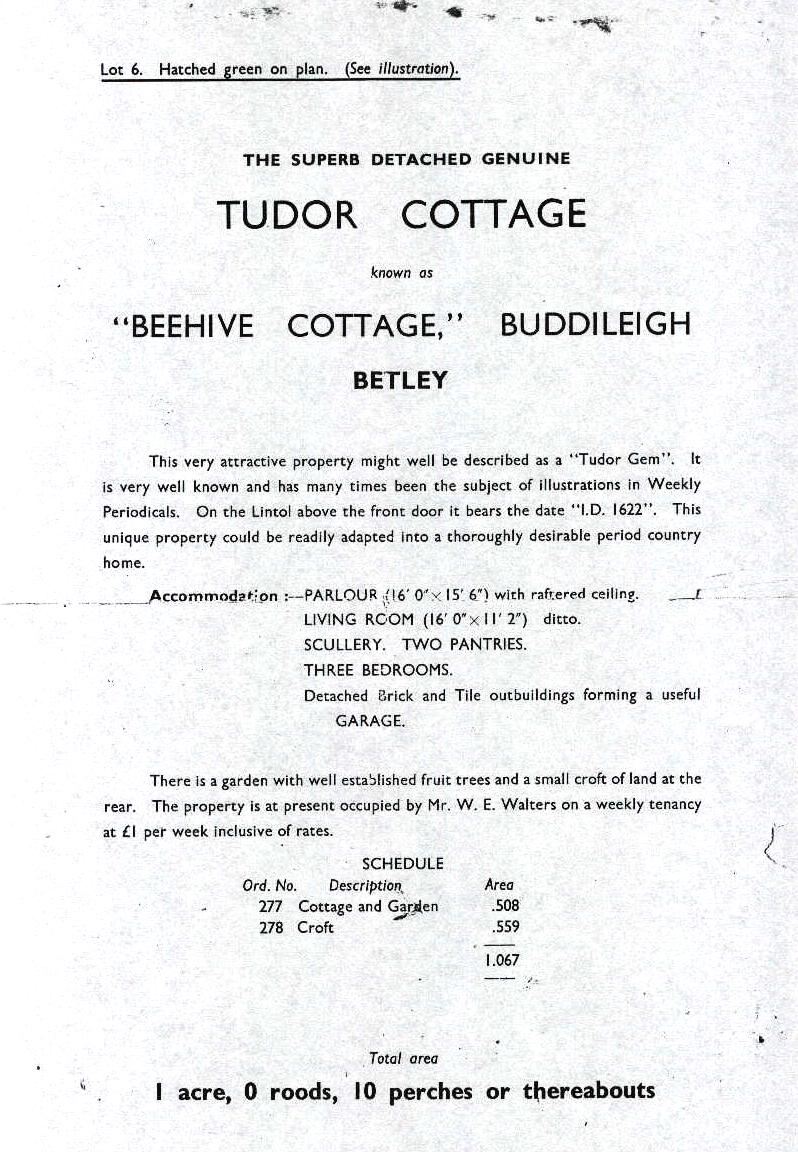 Lot 6. Hatched green on plan. (See illustration).
THE SUPERB DETACHED GENUINE
TUDOR COTTAGE
known as
“BEEHIVE COTTAGE,” BUDDILEIGH
BETLEY
This very attractive property might well be described as a “Tudor Gem”. It
is very well known and has many times been the subject of illustrations in Weekly
Periodicals. On the Lintol above the front door it bears the date “I.D. 1622”. This
unique property could be readily adapted into a thoroughly desirable period country
home.
Accommodation :—PARLOUR (16′ 0″ × 15′ 6″) with raftered ceiling.
LIVING ROOM (16′ 0″ × 11′ 2″) ditto.
SCULLERY. TWO PANTRIES.
THREE BEDROOMS.
Detached Brick and Tile outbuildings forming a useful
GARAGE.
There is a garden with well established fruit trees and a small croft of land at the
rear. The property is at present occupied by Mr. W. E. Walters on a weekly tenancy
at £1 per week inclusive of rates.
SCHEDULE
Ord. No. Description Area
277 Cottage and Garden .508
278 Croft .559
1.067
Total area
1 acre, 0 roods, 10 perches or thereabouts